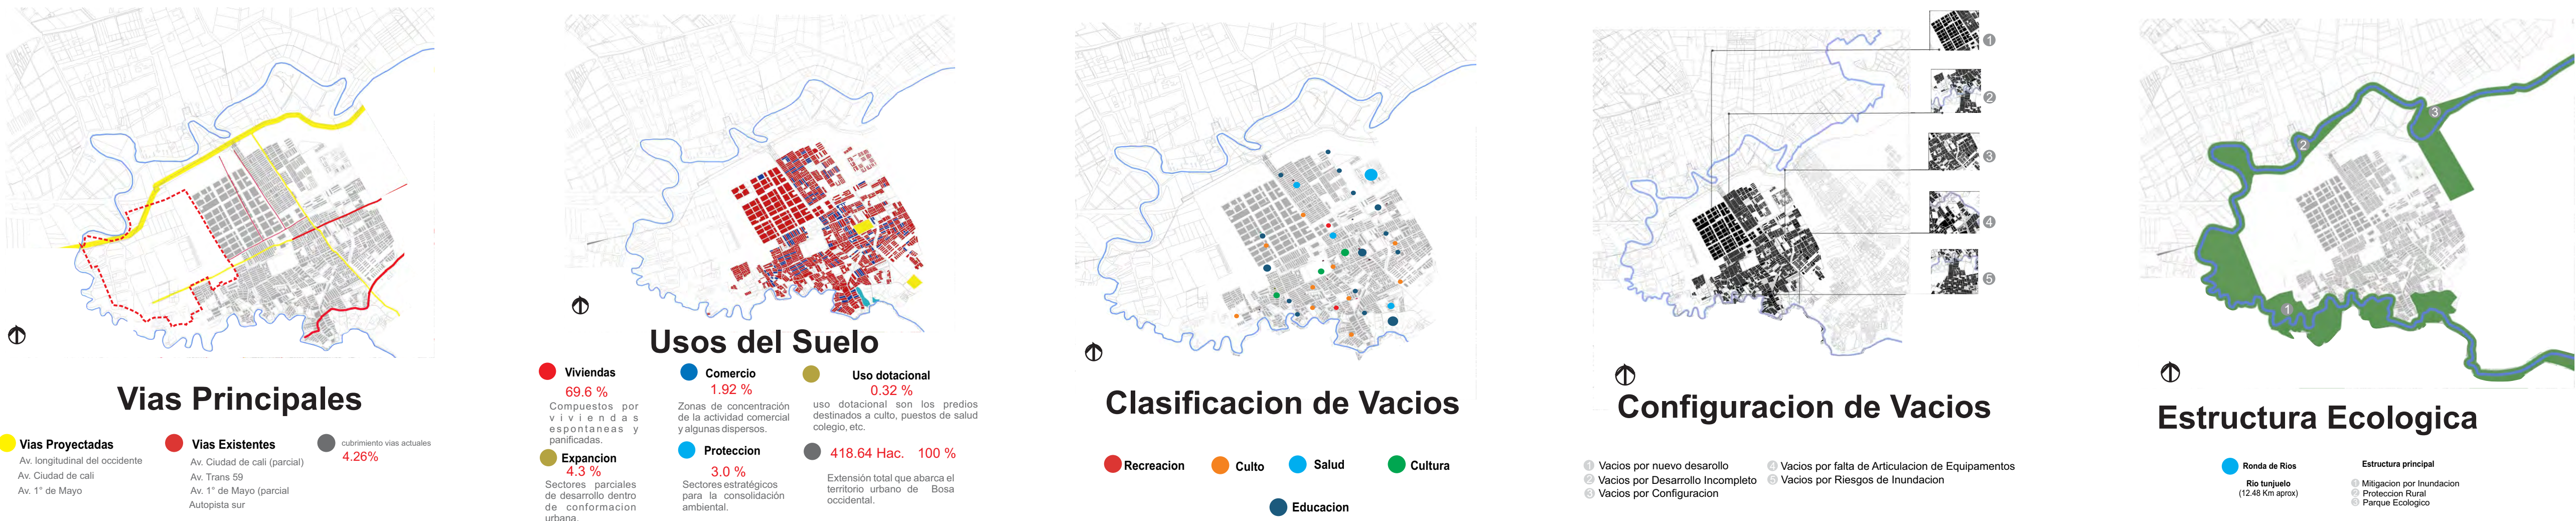 Vias Principales
Vias Proyectadas
Av. longitudinal del occidente
Av. Ciudad de cali
Av. 1° de Mayo
Vias Existentes
Av. Ciudad de cali (parcial)
Av. Trans 59
Av. 1° de Mayo (parcial
Autopista sur
cubrimiento vias actuales
4.26%
Usos del Suelo
Viviendas
69.6 %
Compuestos por
viviendas
espontaneas y
panificadas.
Comercio
1.92 %
Zonas de concentración
de la actividad comercial
y algunas dispersos.
Uso dotacional
0.32 %
uso dotacional son los predios
destinados a culto, puestos de salud
colegio, etc.
Expancion
4.3 %
Sectores parciales
de desarrollo dentro
de conformacion
urbana.
Proteccion
3.0 %
Sectores estratégicos
para la consolidación
ambiental.
418.64 Hac. 100 %
Extensión total que abarca el
territorio urbano de Bosa
occidental.
Clasificacion de Vacios
Recreacion
Culto
Salud
Cultura
Educacion
1
2
3
4
5
Configuracion de Vacios
1 Vacios por nuevo desarollo
2 Vacios por Desarrollo Incompleto
3 Vacios por Configuracion
4 Vacios por falta de Articulacion de Equipamentos
5 Vacios por Riesgos de Inundacion
3
2
1
Estructura Ecologica
Ronda de Rios
Rio tunjuelo
(12.48 Km aprox)
Estructura principal
1 Mitigacion por Inundacion
2 Proteccion Rural
3 Parque Ecologico